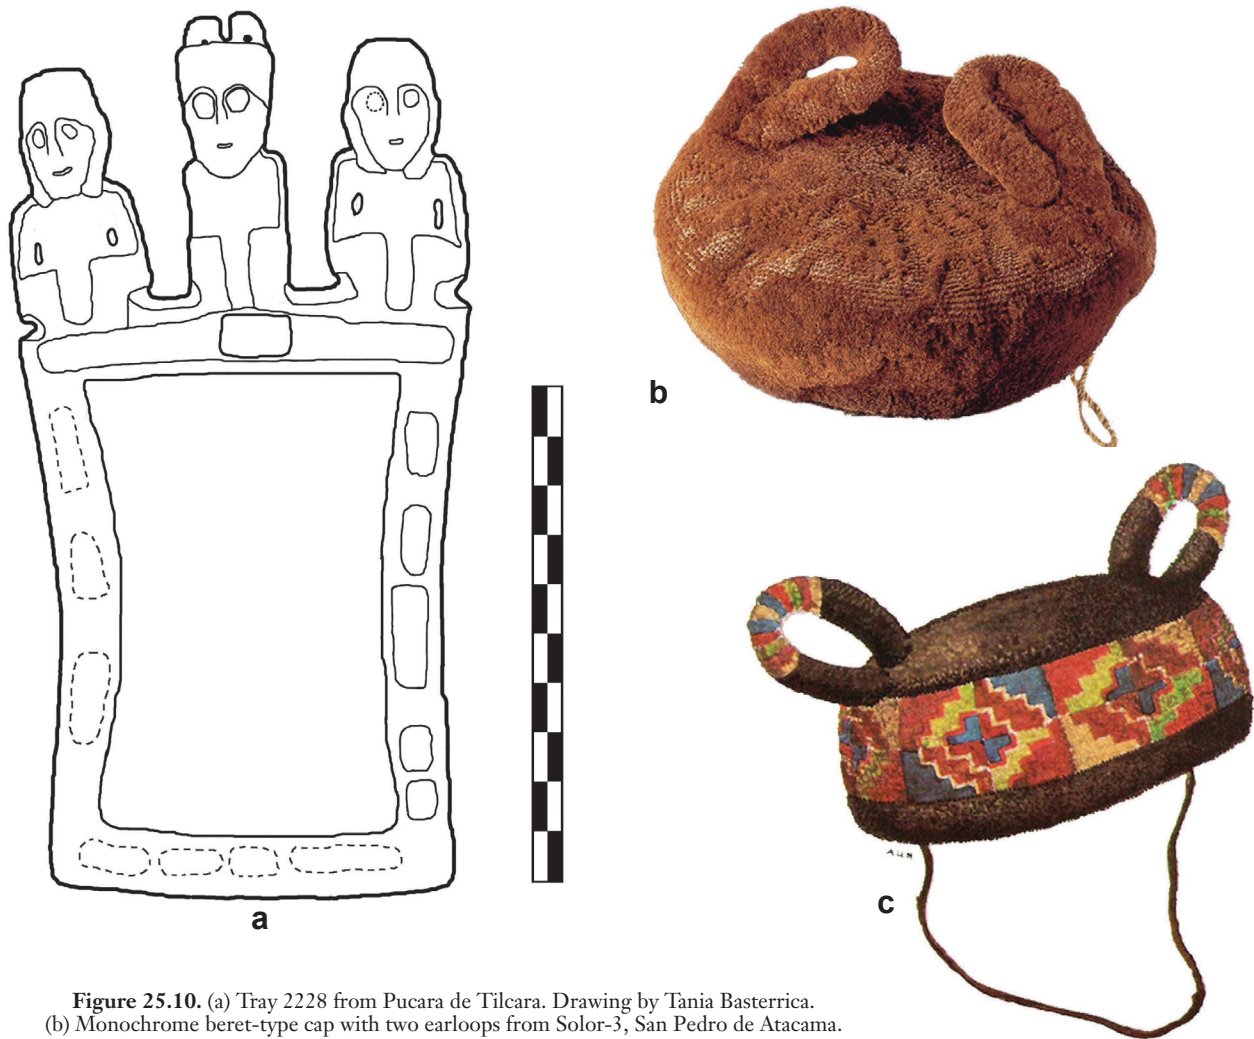 b
c
A.U.N
a
Figure 25.10. (a) Tray 2228 from Pucara de Tilcara. Drawing by Tania Basterrica.
(b) Monochrome beret-type cap with two earloops from Solor-3, San Pedro de Atacama.